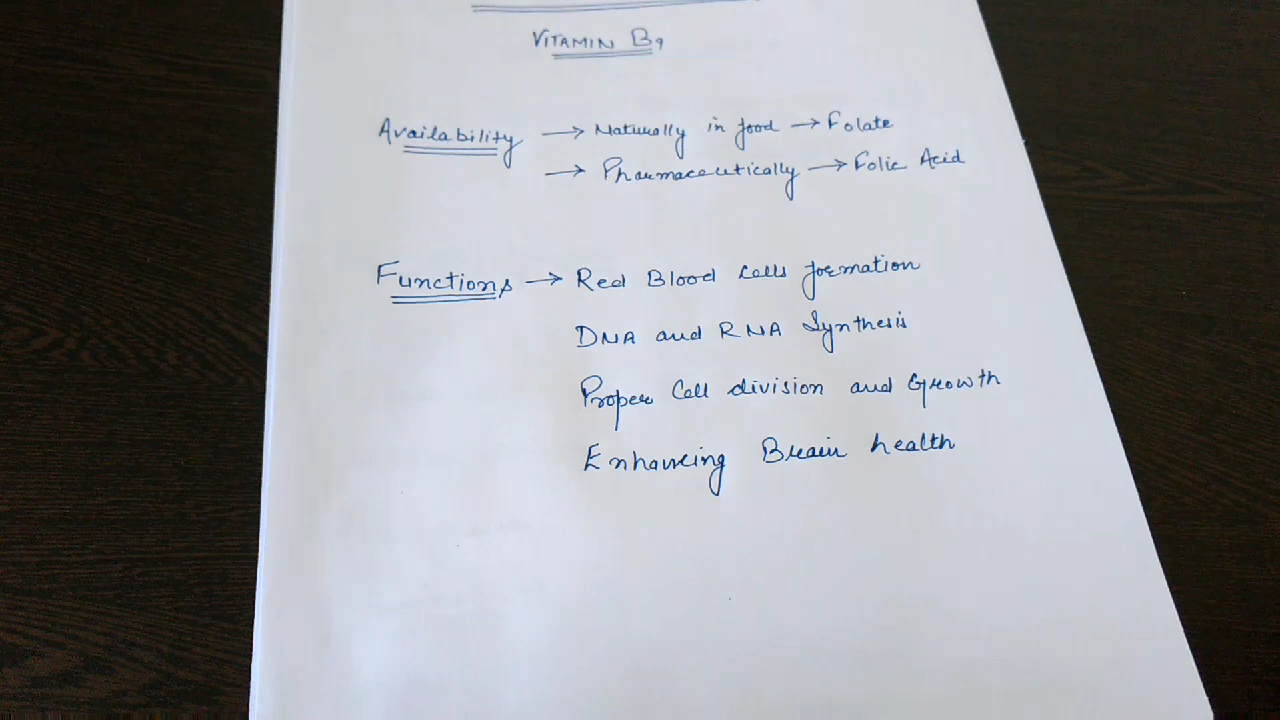 VITAMIN B9
Availability → Naturally in food → Folate
→ Pharmaceutically → Folic Acid
Functions → Red Blood Cells formation
DNA and RNA Synthesis
Proper Cell division and Growth
Enhancing Brain health